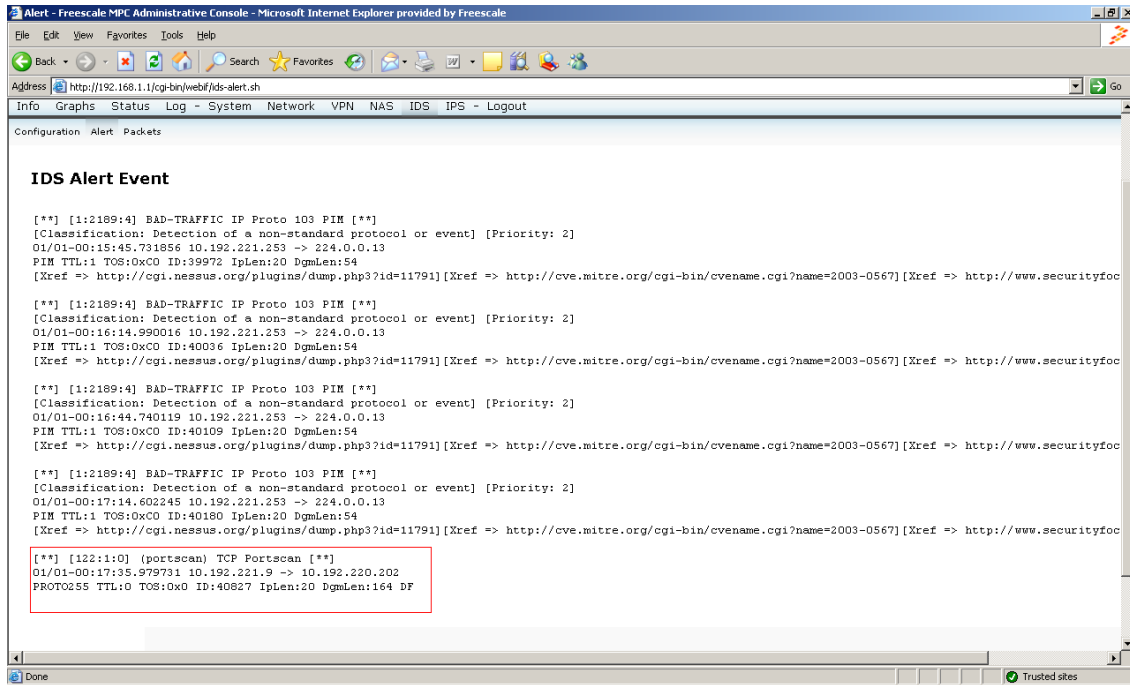 Alert - Freescale MPC Administrative Console - Microsoft Internet Explorer provided by Freescale
File Edit View Favorites Tools Help
Back Search Favorites
Address http://192.168.1.1/cgi-bin/webif/ids-alert.sh Go
Info Graphs Status Log - System Network VPN NAS IDS IPS - Logout
Configuration Alert Packets
IDS Alert Event
[**] [1:2189:4] BAD-TRAFFIC IP Proto 103 PIM [**]
[Classification: Detection of a non-standard protocol or event] [Priority: 2]
01/01-00:15:45.731856 10.192.221.253 -> 224.0.0.13
PIM TTL:1 TOS:0xC0 ID:39972 IpLen:20 DgmLen:54
[Xref => http://cgi.nessus.org/plugins/dump.php3?id=11791][Xref => http://cve.mitre.org/cgi-bin/cvename.cgi?name=2003-0567][Xref => http://www.securityfoc
[**] [1:2189:4] BAD-TRAFFIC IP Proto 103 PIM [**]
[Classification: Detection of a non-standard protocol or event] [Priority: 2]
01/01-00:16:14.990016 10.192.221.253 -> 224.0.0.13
PIM TTL:1 TOS:0xC0 ID:40036 IpLen:20 DgmLen:54
[Xref => http://cgi.nessus.org/plugins/dump.php3?id=11791][Xref => http://cve.mitre.org/cgi-bin/cvename.cgi?name=2003-0567][Xref => http://www.securityfoc
[**] [1:2189:4] BAD-TRAFFIC IP Proto 103 PIM [**]
[Classification: Detection of a non-standard protocol or event] [Priority: 2]
01/01-00:16:44.740119 10.192.221.253 -> 224.0.0.13
PIM TTL:1 TOS:0xC0 ID:40109 IpLen:20 DgmLen:54
[Xref => http://cgi.nessus.org/plugins/dump.php3?id=11791][Xref => http://cve.mitre.org/cgi-bin/cvename.cgi?name=2003-0567][Xref => http://www.securityfoc
[**] [1:2189:4] BAD-TRAFFIC IP Proto 103 PIM [**]
[Classification: Detection of a non-standard protocol or event] [Priority: 2]
01/01-00:17:14.602245 10.192.221.253 -> 224.0.0.13
PIM TTL:1 TOS:0xC0 ID:40180 IpLen:20 DgmLen:54
[Xref => http://cgi.nessus.org/plugins/dump.php3?id=11791][Xref => http://cve.mitre.org/cgi-bin/cvename.cgi?name=2003-0567][Xref => http://www.securityfoc
[**] [122:1:0] (portscan) TCP Portscan [**]
01/01-00:17:35.979731 10.192.221.9 -> 10.192.220.202
PROTO255 TTL:0 TOS:0x0 ID:40827 IpLen:20 DgmLen:164 DF
Done Trusted sites